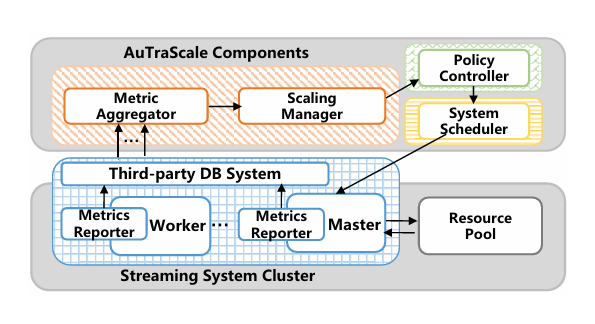 AuTraScale Components
Policy
Controller
Metric
Aggregator
Scaling
Manager
System
Scheduler
...
Third-party DB System
Metrics
Reporter
Worker
...
Metrics
Reporter
Master
Resource
Pool
Streaming System Cluster